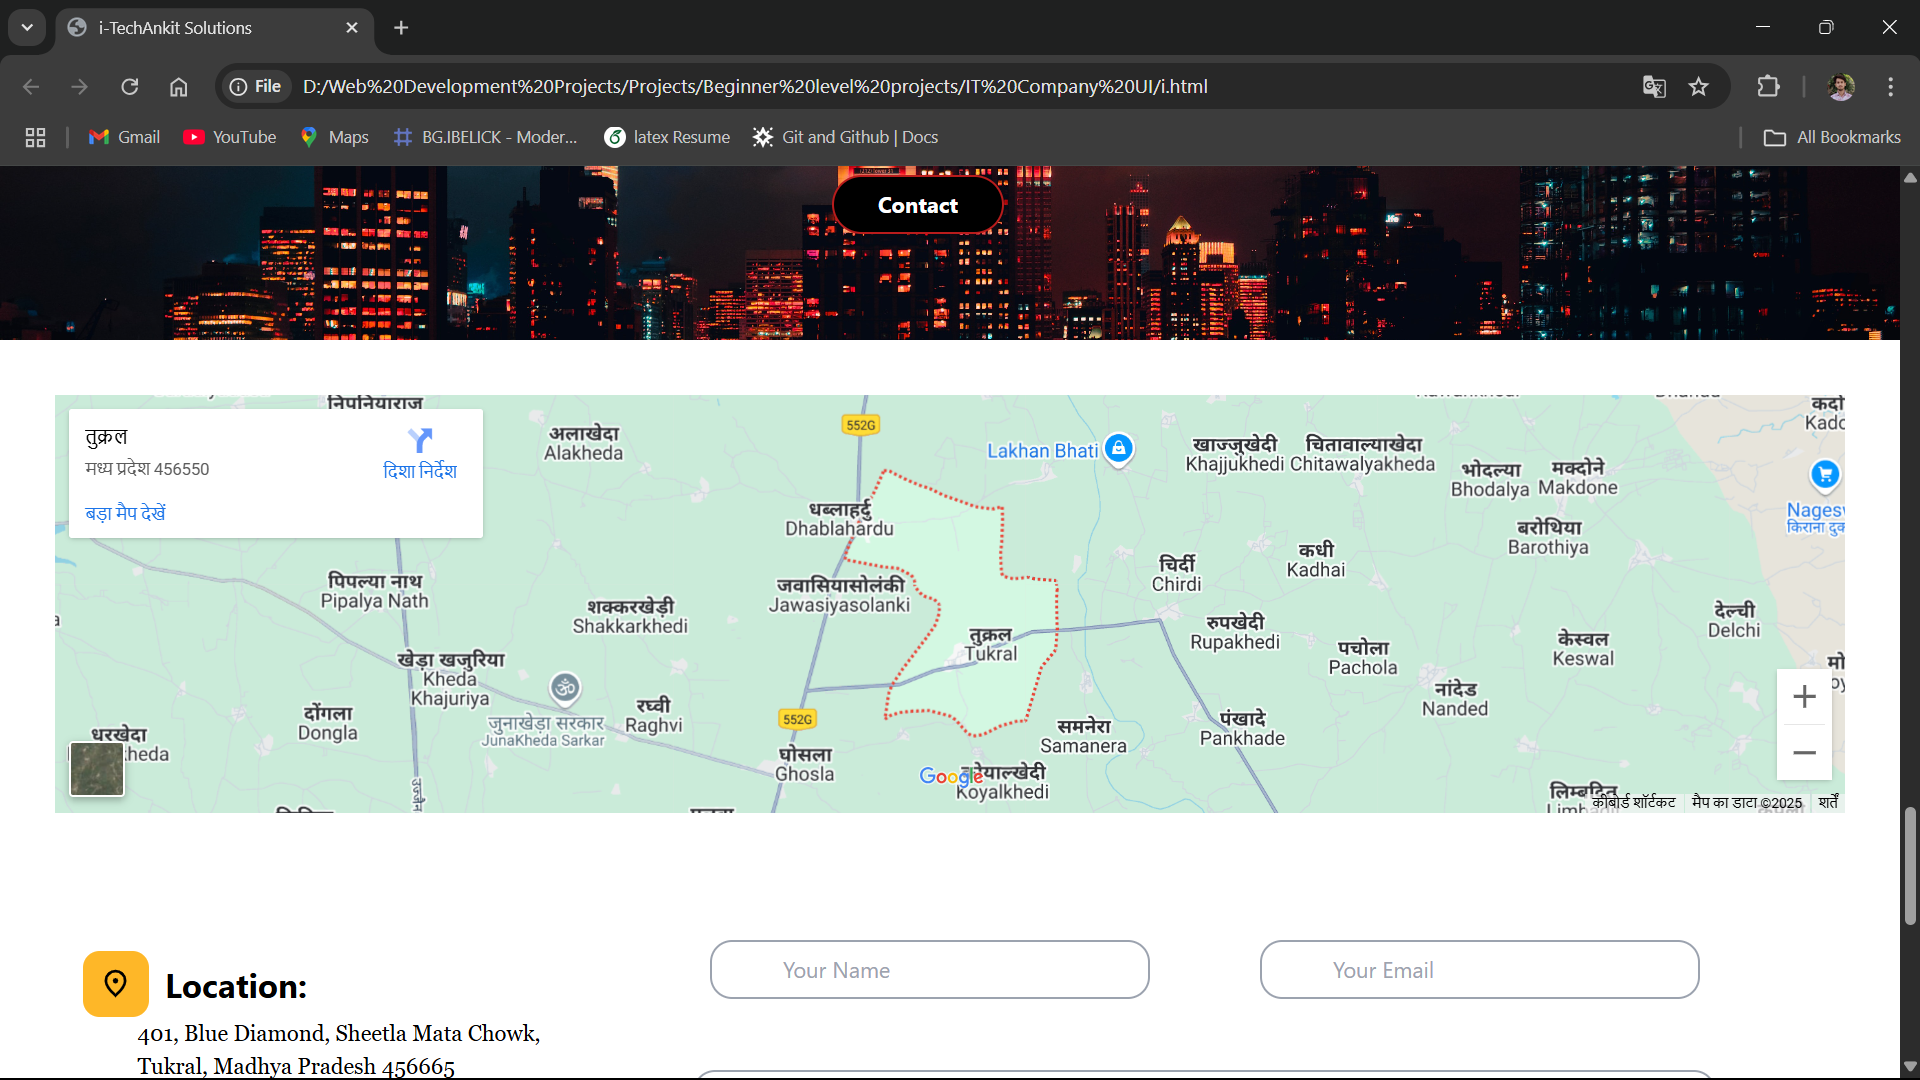 i-TechAnkit Solutions
File
D:/Web%20Development%20Projects/Projects/Beginner%20level%20projects/IT%20Company%20UI/i.html
Gmail
YouTube
Maps
BG.IBELICK - Moder...
latex Resume
Git and Github | Docs
All Bookmarks
Contact
तुक्रल
मध्य प्रदेश 456550
दिशा निर्देश
बड़ा मैप देखें
निपनियाराज
अलाखेदा
Alakheda
552G
Lakhan Bhati
खाज्जुखेदी
Khajjukhedi
चितावाल्याखेदा
Chitawalyakheda
भोदल्या
Bhodalya
मक्दोने
Makdone
Nagesw
किराना दुक
धब्लाहर्दु
Dhablahardu
बरोथिया
Barothiya
चिर्दी
Chirdi
कधी
Kadhai
पिपल्या नाथ
Pipalya Nath
जवासियासोलंकी
Jawasiyasolanki
शक्करखेड़ी
Shakkarkhedi
तुक्रल
Tukral
रुपखेदी
Rupakhedi
पचोला
Pachola
केस्वल
Keswal
देल्ची
Delchi
खेड़ा खजुरिया
Kheda
Khajuriya
जुनाखेड़ा सरकार
JunaKheda Sarkar
रघ्वी
Raghvi
दोंगला
Dongla
धरखेदा
heda
552G
घोसला
Ghosla
समनेरा
Samanera
पंखादे
Pankhade
नांदेड
Nanded
Google
Koyalkhedi
कीबोर्ड शॉर्टकट
मैप का डाटा ©2025
शर्तें
Location:
401, Blue Diamond, Sheetla Mata Chowk,
Tukral, Madhya Pradesh 456665
Your Name
Your Email